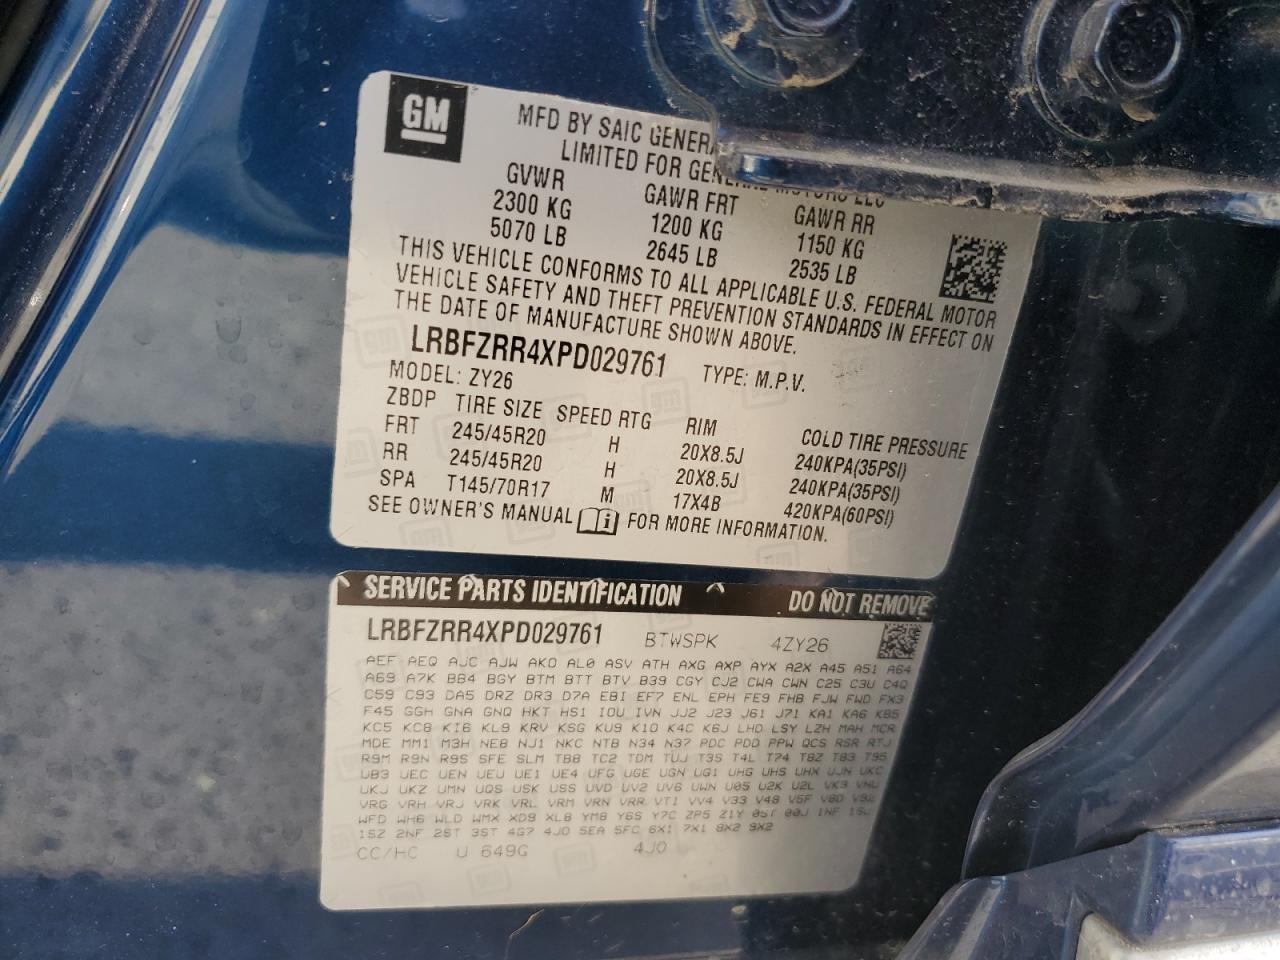 GM
MFD BY SAIC GENERAL
LIMITED FOR GENERAL MOTORS LLC
GVWR GAWR FRT GAWR RR
2300 KG 1200 KG 1150 KG
5070 LB 2645 LB 2535 LB
THIS VEHICLE CONFORMS TO ALL APPLICABLE U.S. FEDERAL MOTOR
VEHICLE SAFETY AND THEFT PREVENTION STANDARDS IN EFFECT ON
THE DATE OF MANUFACTURE SHOWN ABOVE.
LRBFZRR4XPD029761 TYPE: M.P.V.
MODEL: ZY26
ZBDP TIRE SIZE SPEED RTG RIM COLD TIRE PRESSURE
FRT 245/45R20 H 20X8.5J 240KPA(35PSI)
RR 245/45R20 H 20X8.5J 240KPA(35PSI)
SPA T145/70R17 M 17X4B 420KPA(60PSI)
SEE OWNER'S MANUAL FOR MORE INFORMATION.
SERVICE PARTS IDENTIFICATION DO NOT REMOVE
LRBFZRR4XPD029761 BTWSPK 4ZY26
AEF AEQ AJC AJW AKO AL0 ASV ATH AXG AXP AYX A2X A45 A51 A64
A69 A7K BB4 BGY BTM BTT BTV B39 CGY CJ2 CWA CWN C25 C3U C4Q
C59 C93 DA5 DRZ DR3 D7A EBI EF7 ENL EPH FE9 FHB FJW FWD FX3
F45 GGH GNA GNQ HKT HS1 IOU IVN JJ2 J23 J61 J71 KA1 KA6 KB5
KC5 KC8 KI6 KL9 KRV KSG KU9 K10 K4C K6J LHD LSY LZH MAH MCR
MDE MM1 M3H NE8 NJ1 NKC NTB N34 N37 PDC PDD PPW QCS RSR RTJ
R9M R9N R9S SFE SLM TB8 TC2 TDM TUJ T3S T4L T74 T8Z T83 T95
UB3 UEC UEN UEU UE1 UE4 UFG UGE UGN UG1 UHG UHS UHX UJN UKC
UKJ UKZ UMN UQS USK USS UVD UV2 UV6 UWN U05 U2K U2L VK3 VHU
VRG VRH VRJ VRK VRL VRM VRN VRR VT1 VV4 V33 V48 V5F V8D
WFD WH6 WLD WMX XD9 XL8 YM8 Y6S Y7C ZP5 Z1Y 05T 00J 1NF
1SZ 2NF 2ST 3ST 4G7 4J0 5EA 5FC 6X1 7X1 8X2 9X2
CC/HC U 649G 4J0